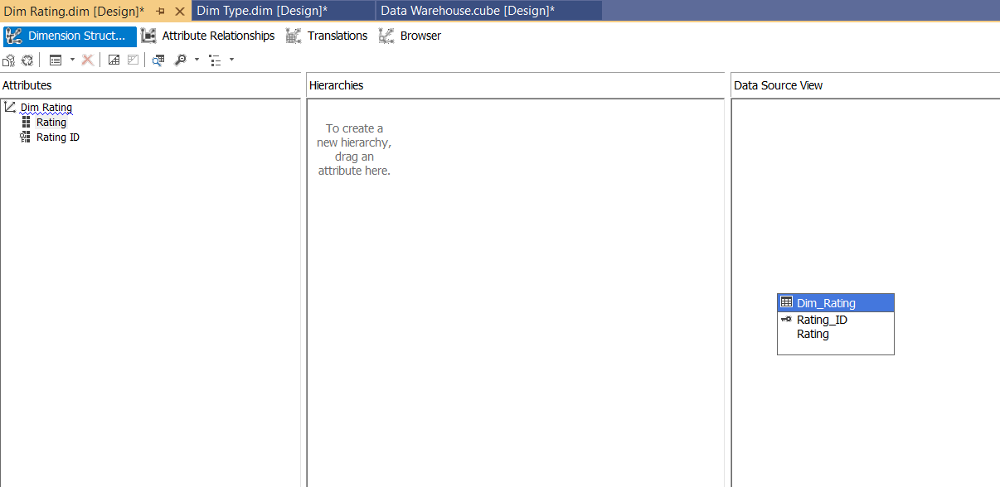 Dim Rating.dim [Design]*
Dim Type.dim [Design]*
Data Warehouse.cube [Design]*
Dimension Struct...
Attribute Relationships
Translations
Browser
Attributes
Dim Rating
Rating
Rating ID
Hierarchies
To create a
new hierarchy,
drag an
attribute here.
Data Source View
Dim_Rating
Rating_ID
Rating